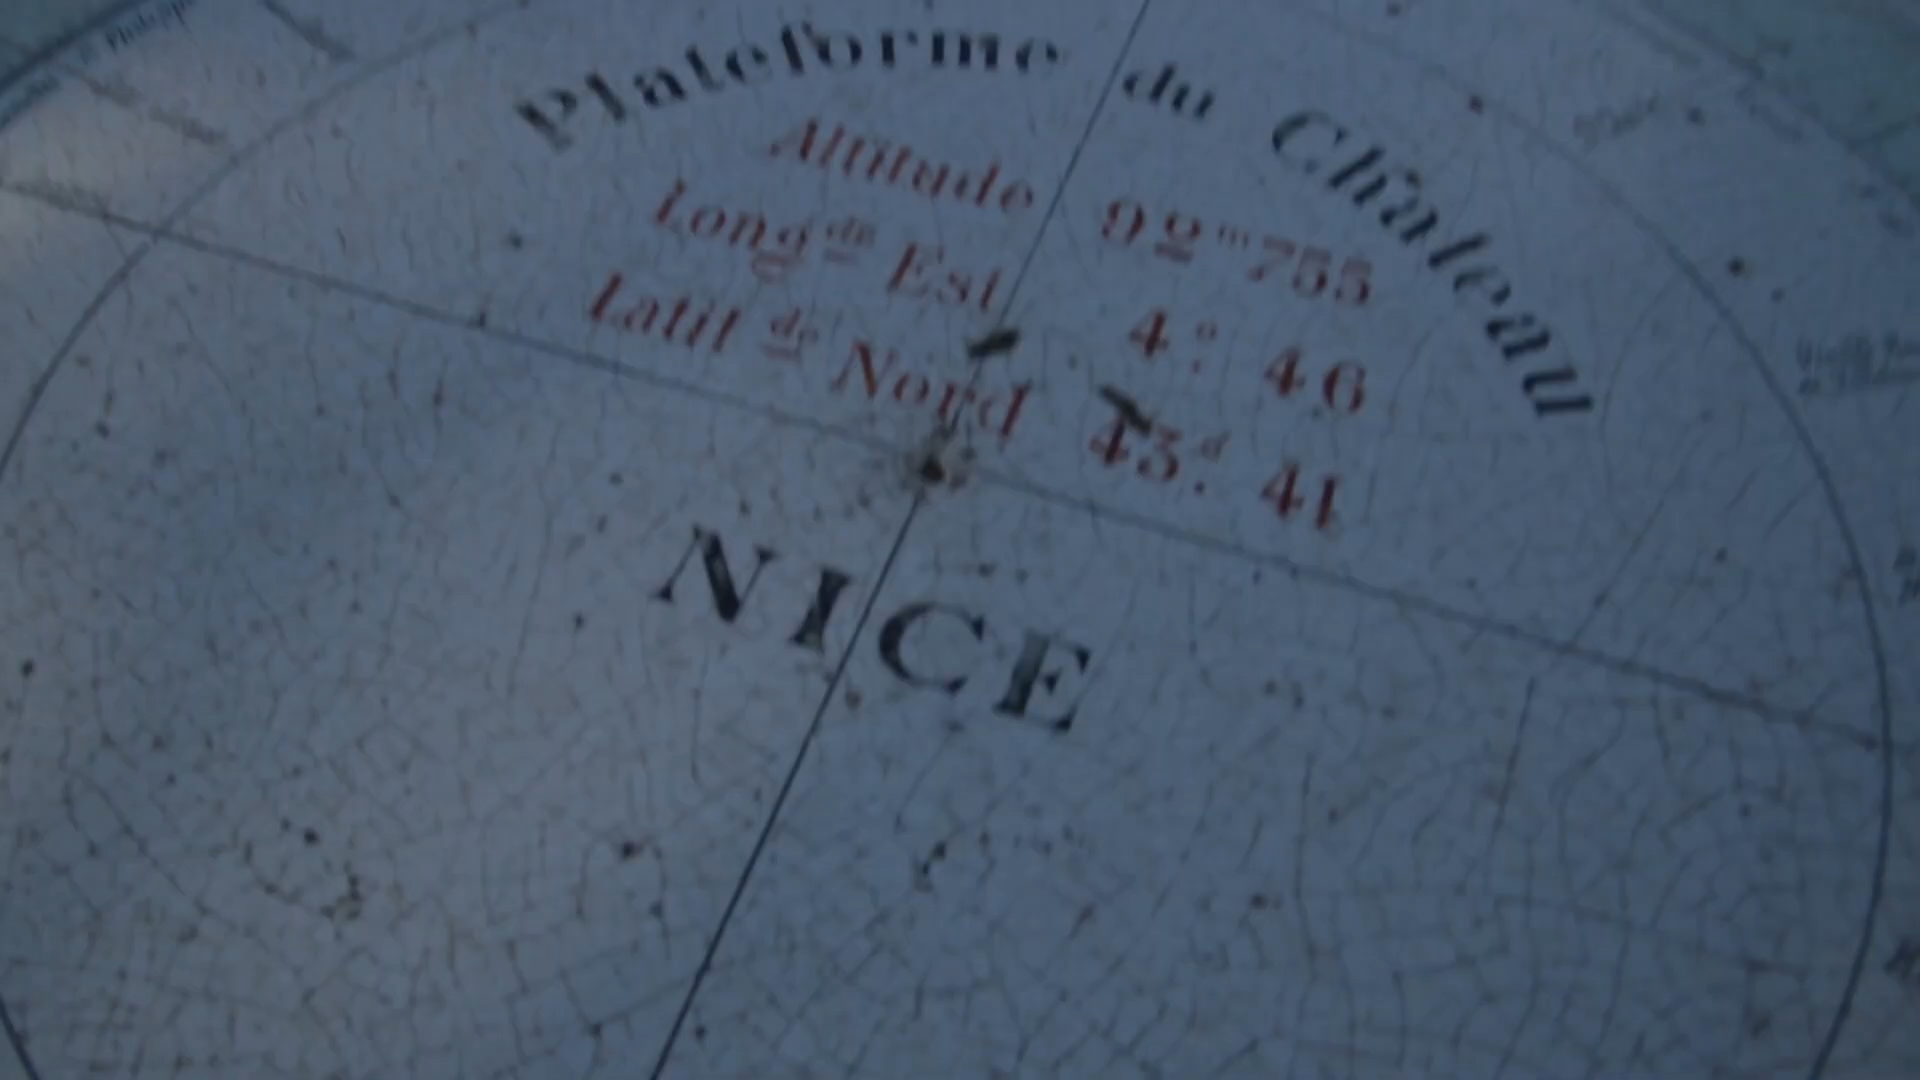 Plateforme du Château
Altitude 92m755
Longde Est 4°: 46
Latitde Nord 43d. 41
NICE